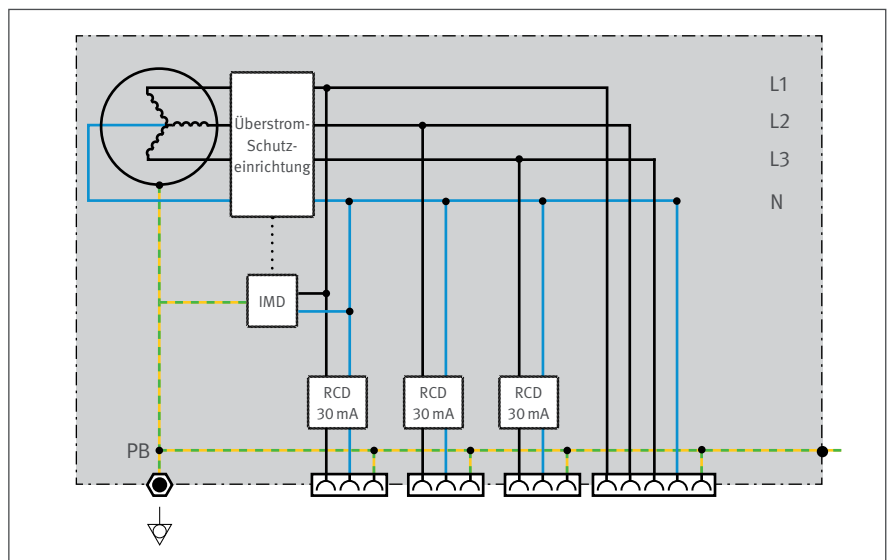 L1
Überstrom-
Schutz-
einrichtung
L2
L3
N
IMD
RCD
30 mA
RCD
30 mA
RCD
30 mA
PB